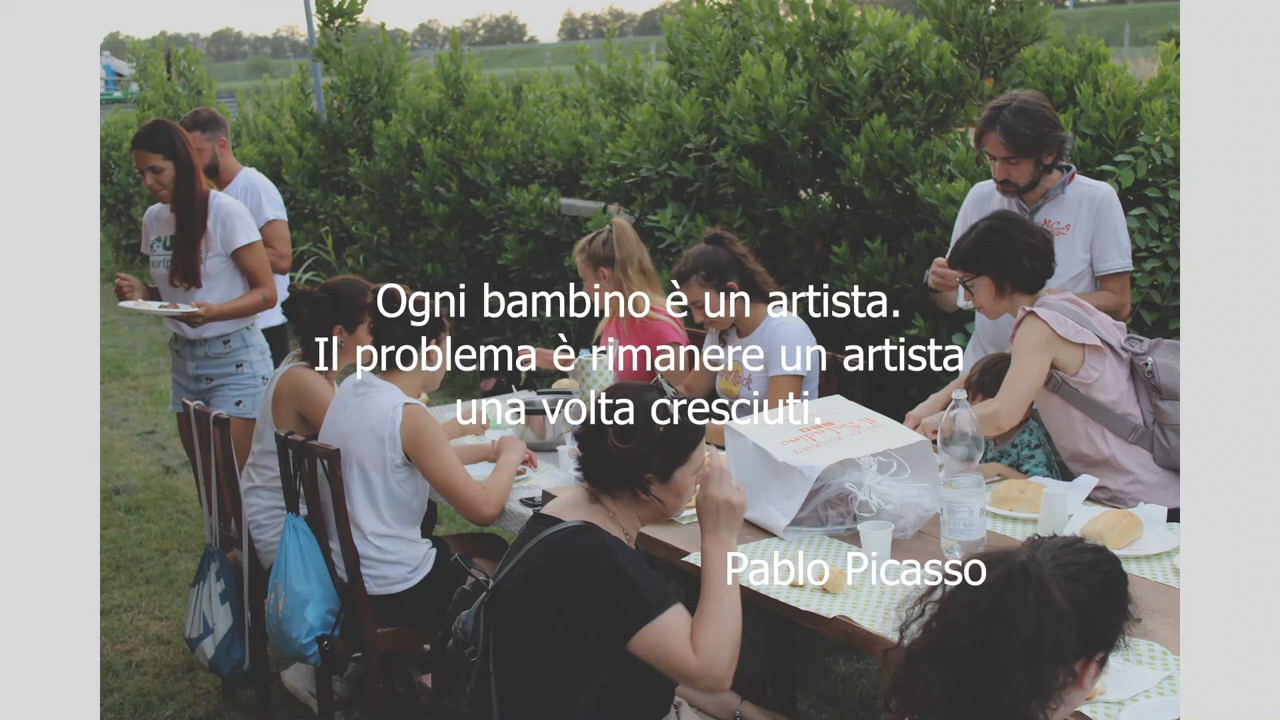 Ogni bambino è un artista.
Il problema è rimanere un artista
una volta cresciuti.
Pablo Picasso